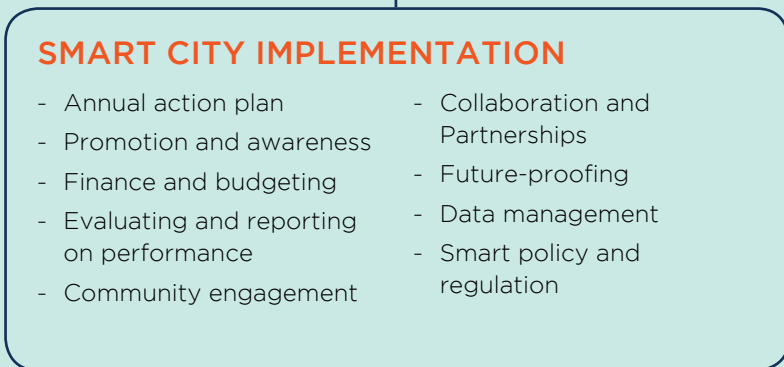 SMART CITY IMPLEMENTATION
- Annual action plan
- Promotion and awareness
- Finance and budgeting
- Evaluating and reporting
on performance
- Community engagement
- Collaboration and
Partnerships
- Future-proofing
- Data management
- Smart policy and
regulation